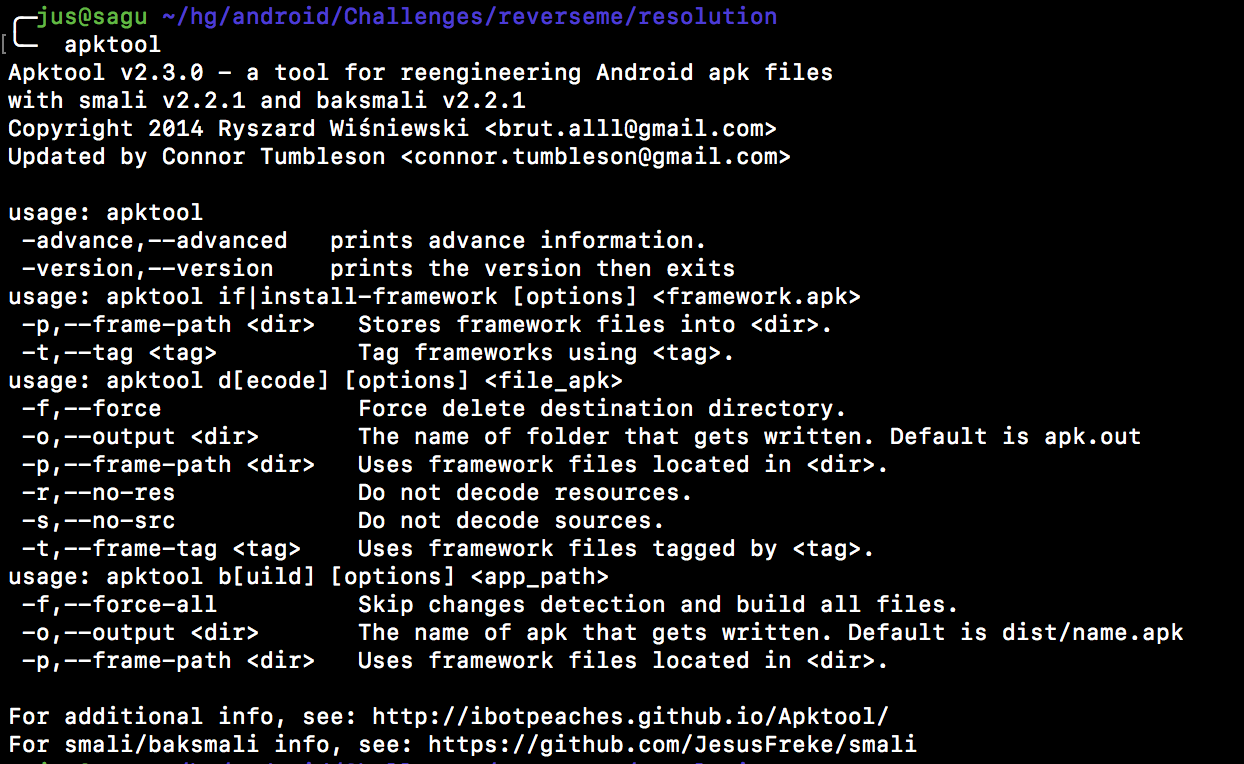 jus@sagu ~/hg/android/Challenges/reverseme/resolution
apktool
Apktool v2.3.0 – a tool for reengineering Android apk files
with smali v2.2.1 and baksmali v2.2.1
Copyright 2014 Ryszard Wiśniewski <brut.alll@gmail.com>
Updated by Connor Tumbleson <connor.tumbleson@gmail.com>
usage: apktool
-advance,--advanced   prints advance information.
-version,--version    prints the version then exits
usage: apktool if|install-framework [options] <framework.apk>
-p,--frame-path <dir>   Stores framework files into <dir>.
-t,--tag <tag>          Tag frameworks using <tag>.
usage: apktool d[ecode] [options] <file_apk>
-f,--force              Force delete destination directory.
-o,--output <dir>       The name of folder that gets written. Default is apk.out
-p,--frame-path <dir>   Uses framework files located in <dir>.
-r,--no-res             Do not decode resources.
-s,--no-src             Do not decode sources.
-t,--frame-tag <tag>    Uses framework files tagged by <tag>.
usage: apktool b[uild] [options] <app_path>
-f,--force-all          Skip changes detection and build all files.
-o,--output <dir>       The name of apk that gets written. Default is dist/name.apk
-p,--frame-path <dir>   Uses framework files located in <dir>.
For additional info, see: http://ibotpeaches.github.io/Apktool/
For smali/baksmali info, see: https://github.com/JesusFreke/smali